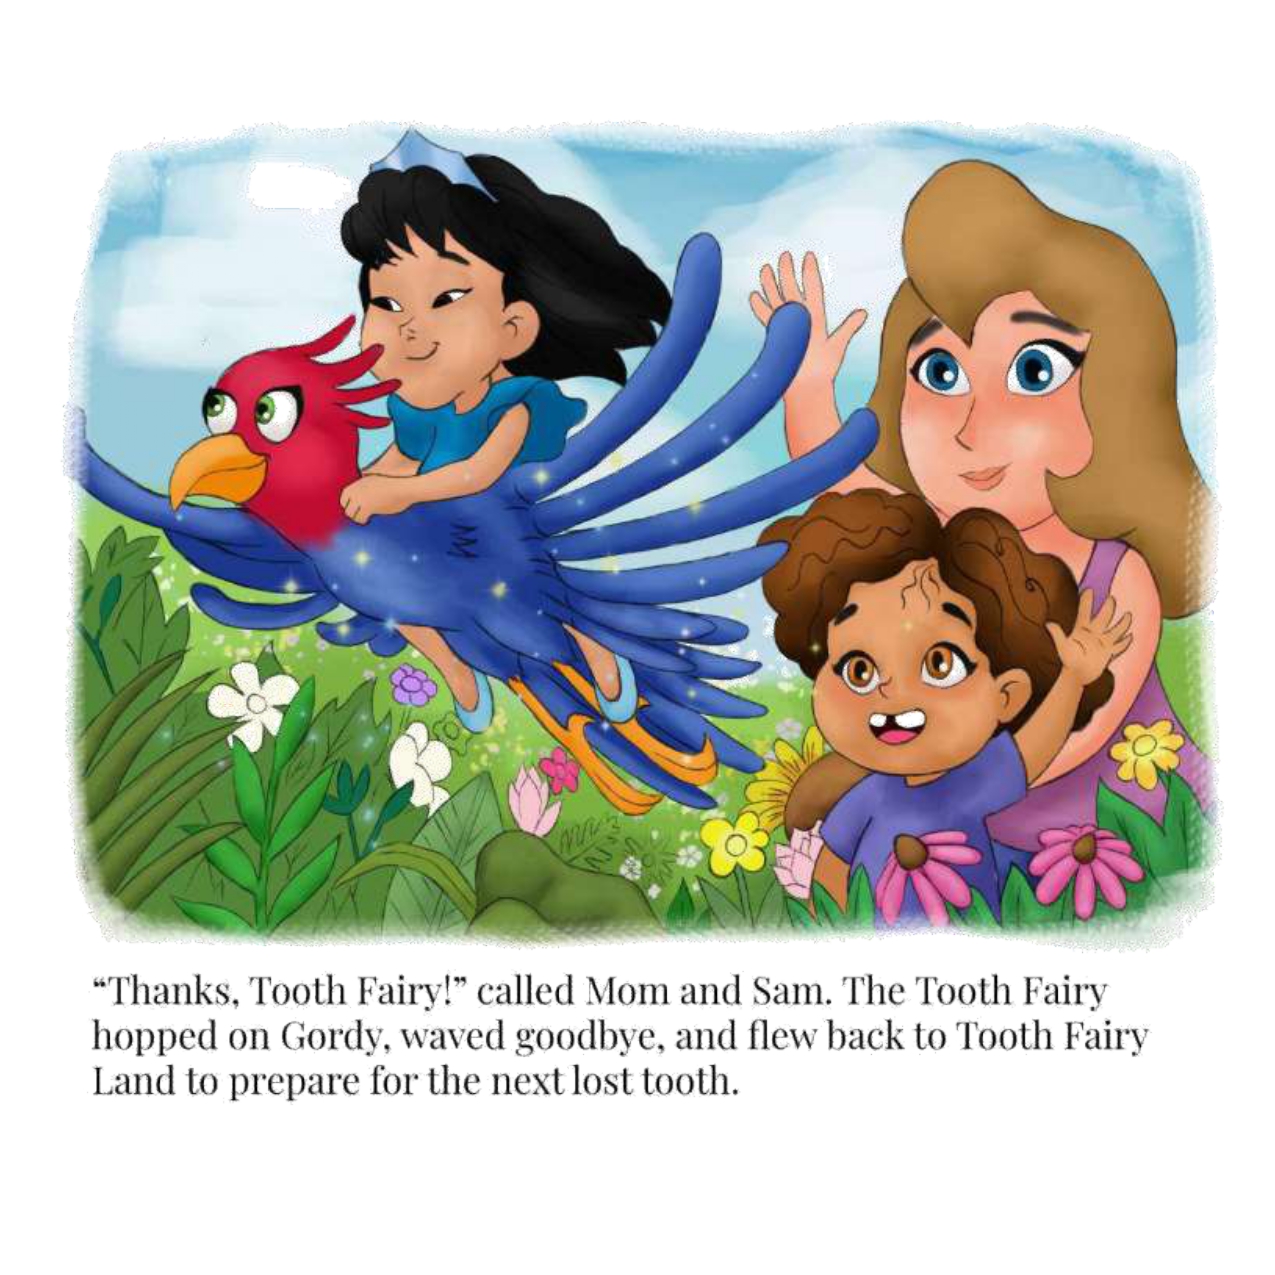 “Thanks, Tooth Fairy!” called Mom and Sam. The Tooth Fairy
hopped on Gordy, waved goodbye, and flew back to Tooth Fairy
Land to prepare for the next lost tooth.